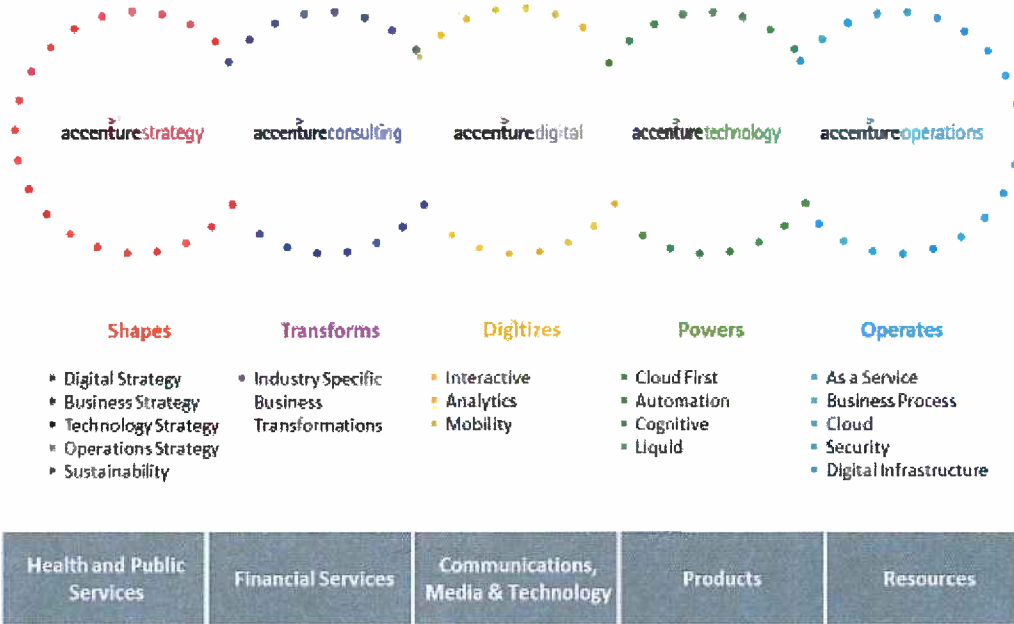 accenturestrategy
accentureconsulting
accenturedigital
accenturetechnology
accentureoperations
Shapes
Digital Strategy
Business Strategy
Technology Strategy
Operations Strategy
Sustainability
Transforms
Industry Specific
Business
Transformations
Digitizes
Interactive
Analytics
Mobility
Powers
Cloud First
Automation
Cognitive
Liquid
Operates
As a Service
Business Process
Cloud
Security
Digital Infrastructure
Health and Public
Services
Financial Services
Communications,
Media & Technology
Products
Resources